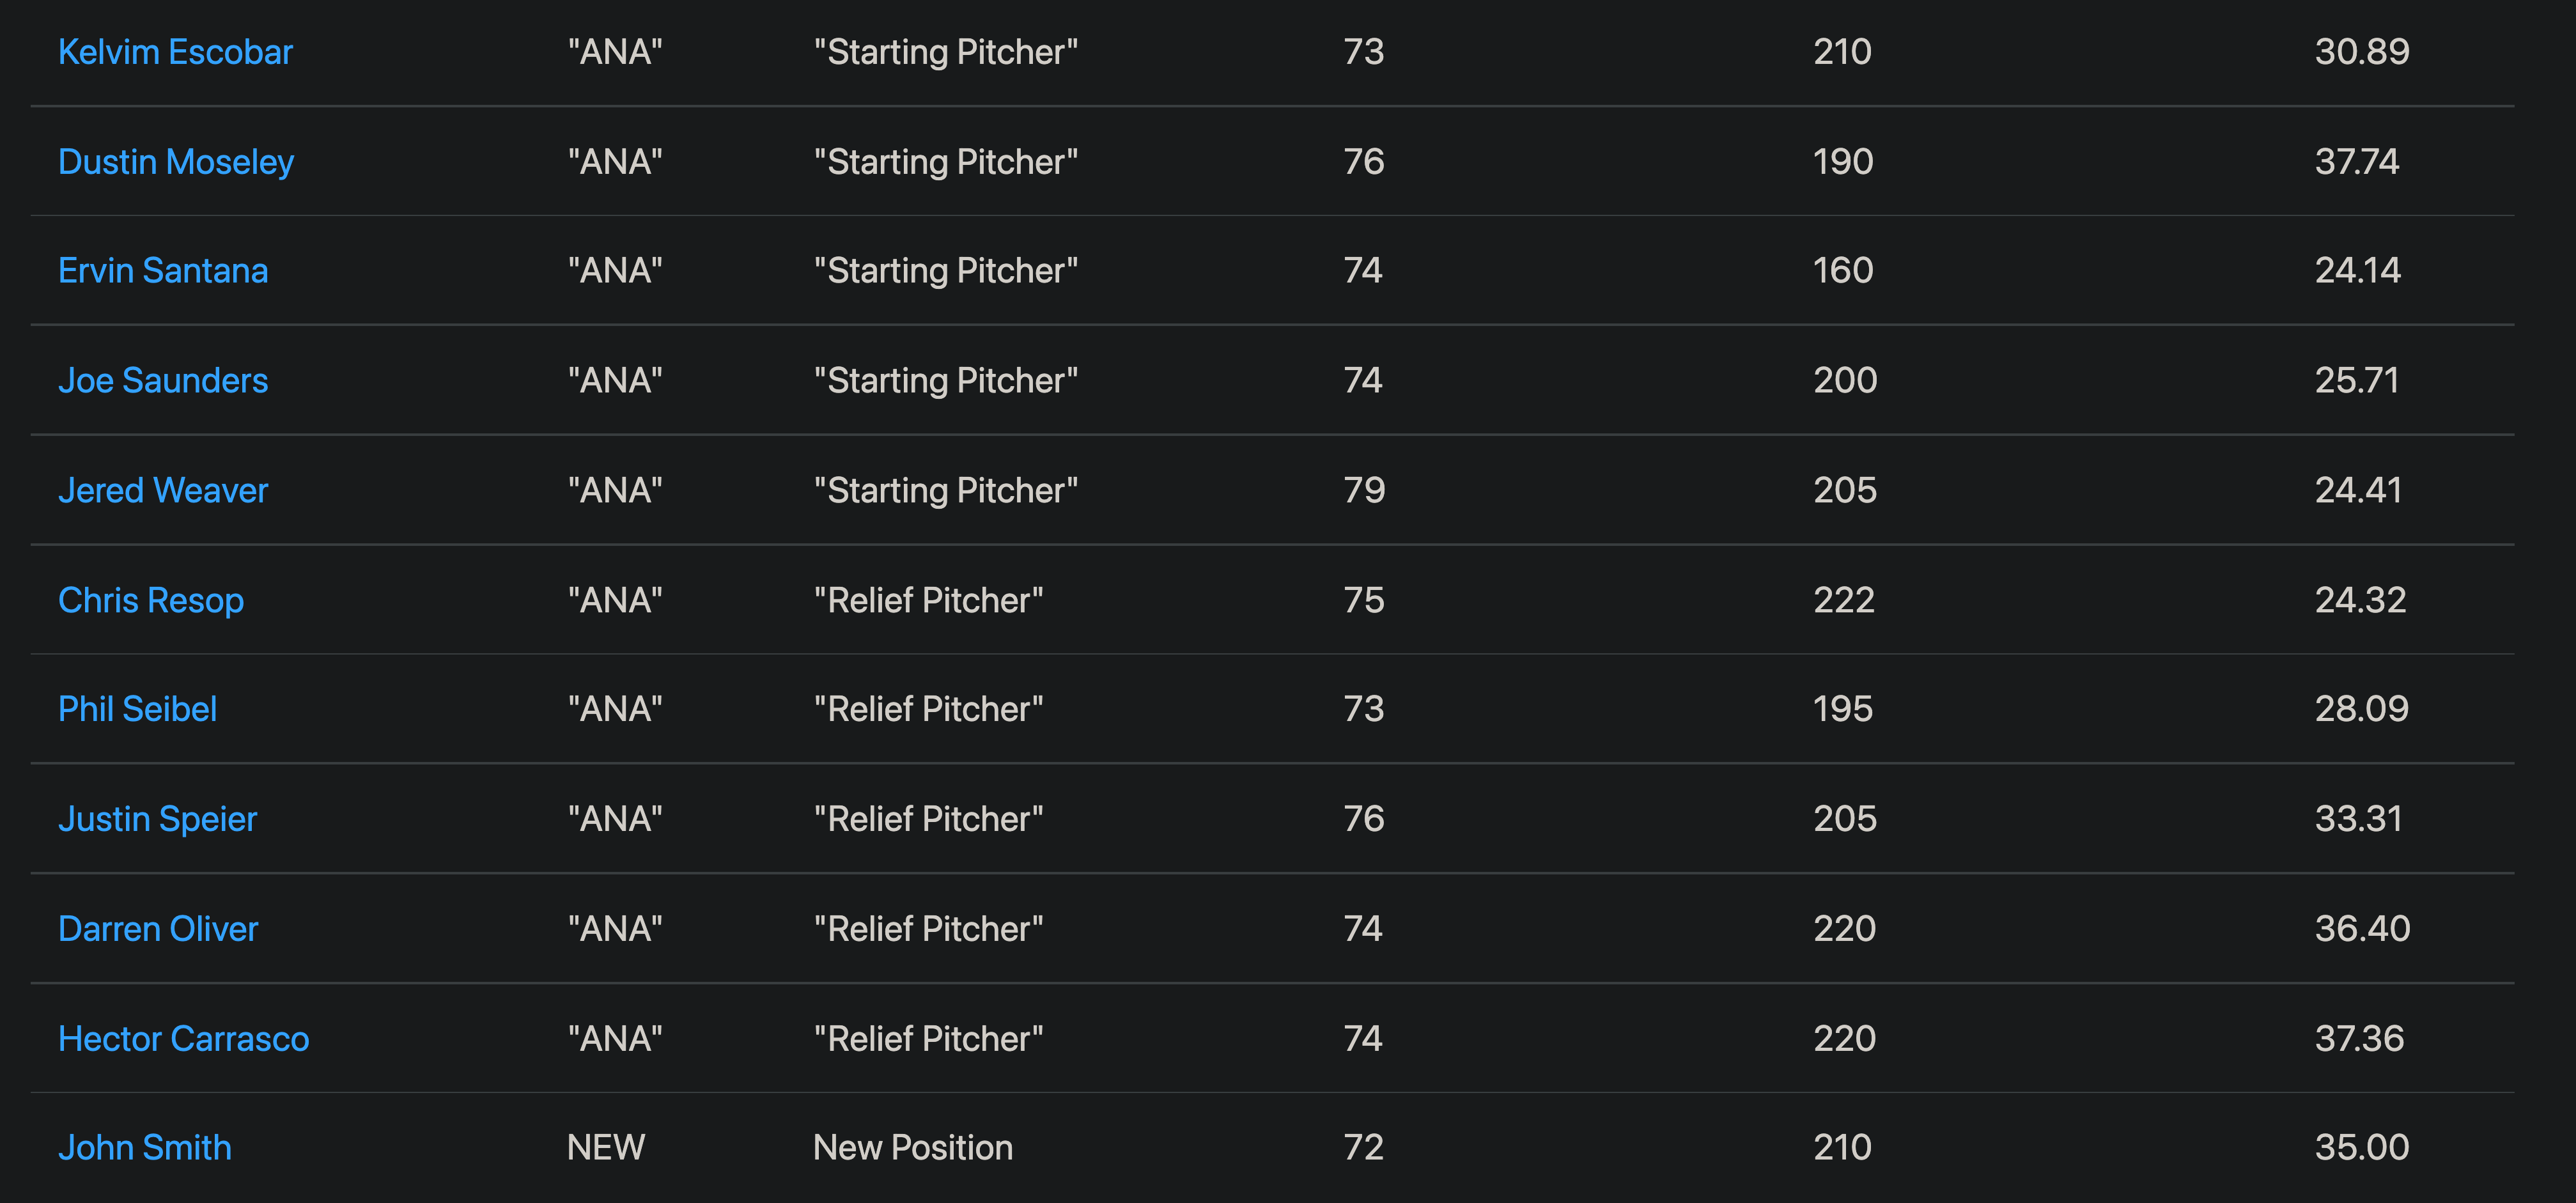 Kelvim Escobar "ANA" "Starting Pitcher" 73 210 30.89
Dustin Moseley "ANA" "Starting Pitcher" 76 190 37.74
Ervin Santana "ANA" "Starting Pitcher" 74 160 24.14
Joe Saunders "ANA" "Starting Pitcher" 74 200 25.71
Jered Weaver "ANA" "Starting Pitcher" 79 205 24.41
Chris Resop "ANA" "Relief Pitcher" 75 222 24.32
Phil Seibel "ANA" "Relief Pitcher" 73 195 28.09
Justin Speier "ANA" "Relief Pitcher" 76 205 33.31
Darren Oliver "ANA" "Relief Pitcher" 74 220 36.40
Hector Carrasco "ANA" "Relief Pitcher" 74 220 37.36
John Smith NEW New Position 72 210 35.00